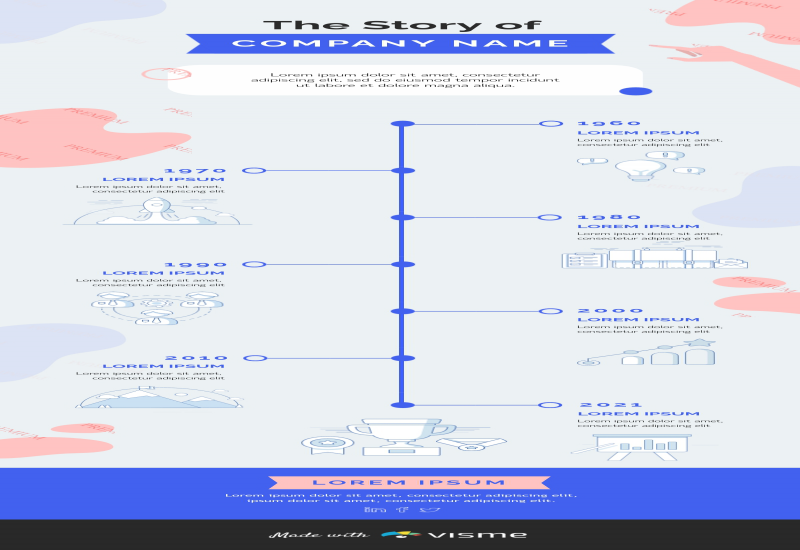 The Story of
COMPANY NAME
Lorem ipsum dolor sit amet, consectetur
adipiscing elit, sed do eiusmod tempor incididunt
ut labore et dolore magna aliqua.
1960
LOREM IPSUM
Lorem ipsum dolor sit amet,
consectetur adipiscing elit
1970
LOREM IPSUM
Lorem ipsum dolor sit amet,
consectetur adipiscing elit
1980
LOREM IPSUM
Lorem ipsum dolor sit amet,
consectetur adipiscing elit
1990
LOREM IPSUM
Lorem ipsum dolor sit amet,
consectetur adipiscing elit
2000
LOREM IPSUM
Lorem ipsum dolor sit amet,
consectetur adipiscing elit
2010
LOREM IPSUM
Lorem ipsum dolor sit amet,
consectetur adipiscing elit
2021
LOREM IPSUM
Lorem ipsum dolor sit amet,
consectetur adipiscing elit
LOREM IPSUM
Lorem ipsum dolor sit amet, consectetur adipiscing elit,
ipsum dolor sit amet, consectetur adipiscing elit.
in f
Made with visme